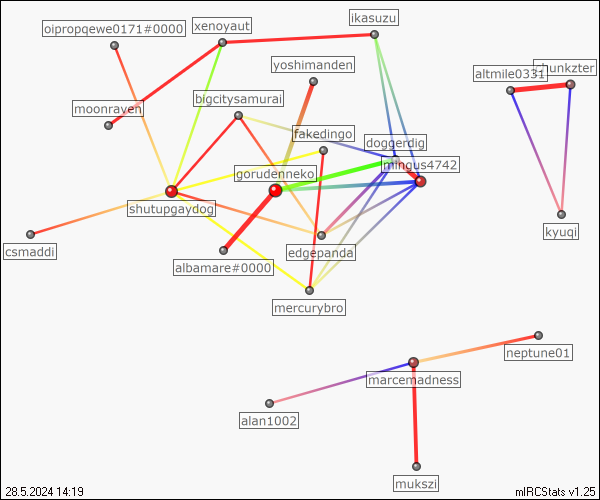 ikasuzu
xenoyaut
oipropqewe0171#0000
yoshimanden
hunkzter
altmile0331
bigcitysamurai
moonraven
fakedingo
doggerdig
mingus4742
gorudenneko
shutupgaydog
kyuqi
csmaddi
edgepanda
albamare#0000
mercurybro
neptune01
marcemadness
alan1002
mukszi
28.5.2024 14:19
mIRCStats v1.25